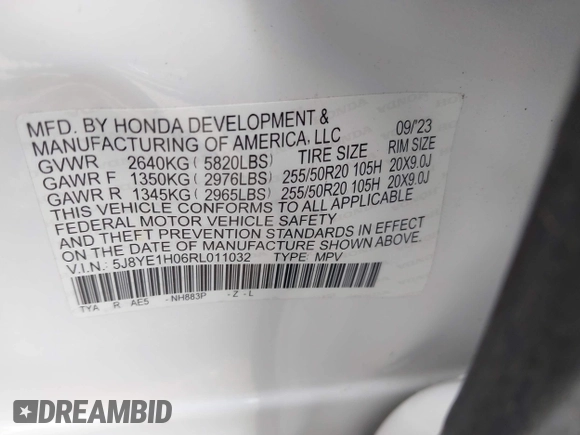 MFD. BY HONDA DEVELOPMENT &
MANUFACTURING OF AMERICA, LLC 09/'23
GVWR 2640KG ( 5820LBS) TIRE SIZE RIM SIZE
GAWR F 1350KG ( 2976LBS) 255/50R20 105H 20X9.0J
GAWR R 1345KG ( 2965LBS) 255/50R20 105H 20X9.0J
THIS VEHICLE CONFORMS TO ALL APPLICABLE
FEDERAL MOTOR VEHICLE SAFETY
AND THEFT PREVENTION STANDARDS IN EFFECT
ON THE DATE OF MANUFACTURE SHOWN ABOVE.
V.I.N.: 5J8YE1H06RL011032 TYPE: MPV
TYA R AE5 - NH883P - Z - L
DREAMBID